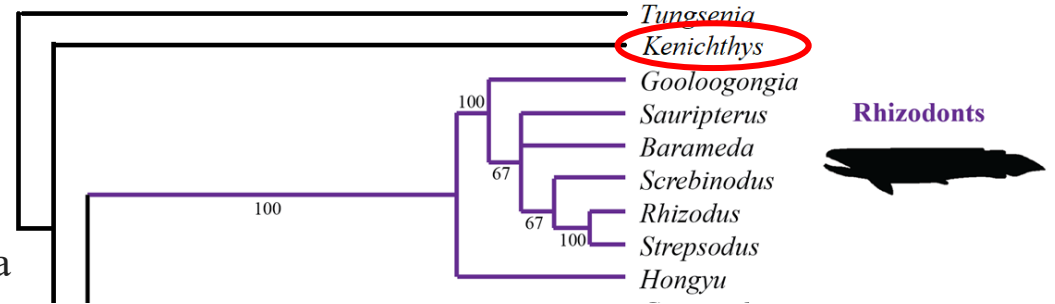 Tungsenia
Kenichthys
Gooloogongia
100
Sauripterus
Rhizodonts
Barameda
67
Screbinodus
100
Rhizodus
67
100
Strepsodus
a
Hongyu